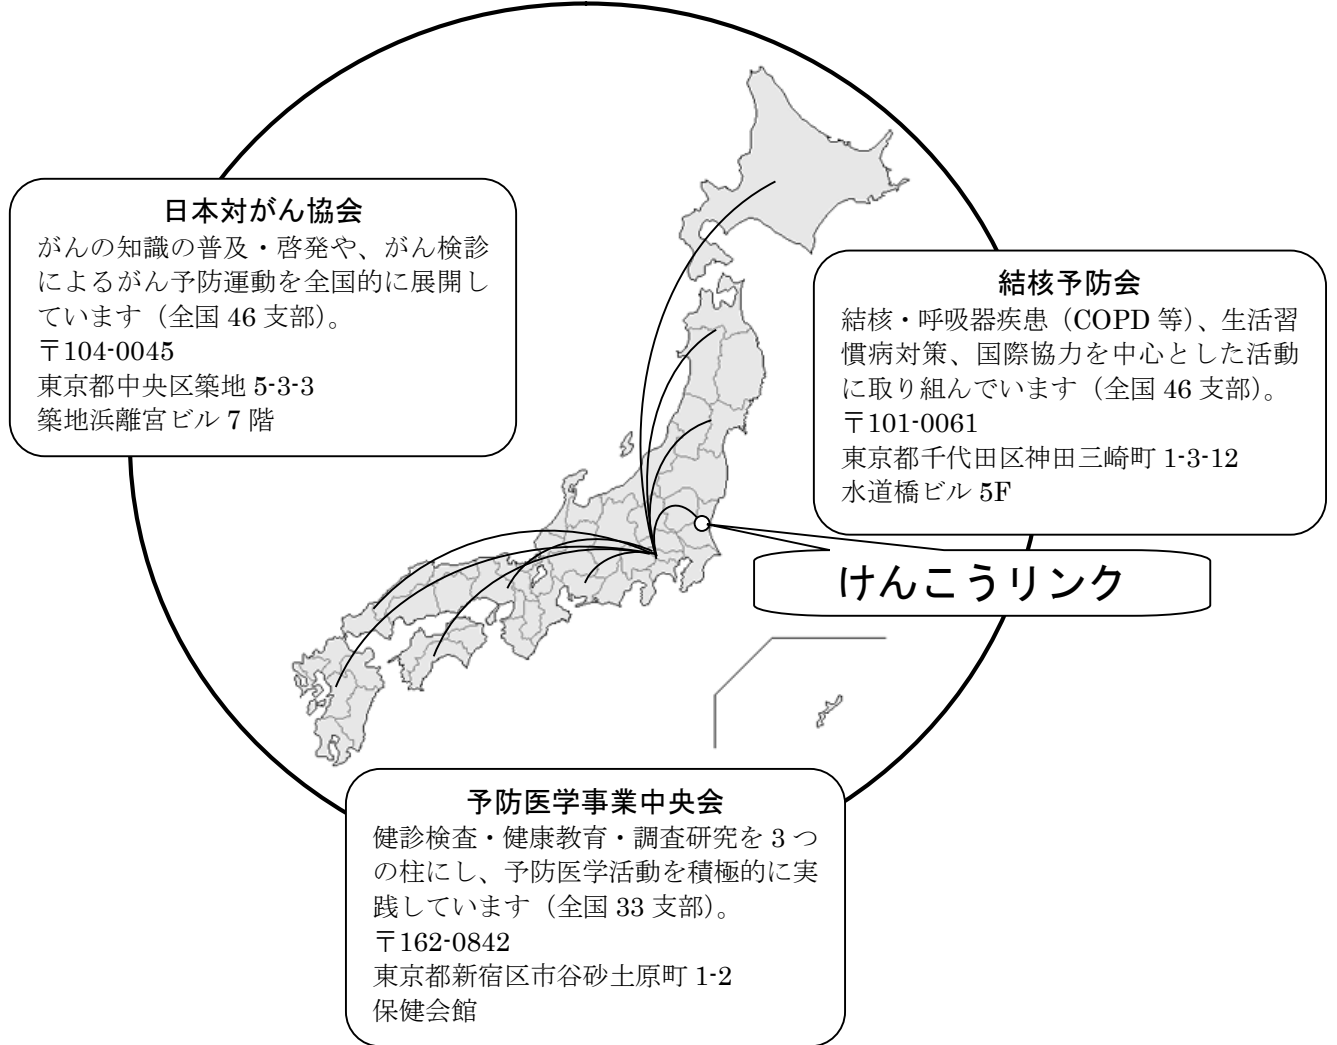 日本対がん協会
がんの知識の普及・啓発や、がん検診
によるがん予防運動を全国的に展開し
ています（全国 46 支部）。
〒104-0045
東京都中央区築地 5-3-3
築地浜離宮ビル 7 階
結核予防会
結核・呼吸器疾患（COPD 等）、生活習
慣病対策、国際協力を中心とした活動
に取り組んでいます（全国 46 支部）。
〒101-0061
東京都千代田区神田三崎町 1-3-12
水道橋ビル 5F
けんこうリンク
予防医学事業中央会
健診検査・健康教育・調査研究を 3 つ
の柱にし、予防医学活動を積極的に実
践しています（全国 33 支部）。
〒162-0842
東京都新宿区市谷砂土原町 1-2
保健会館